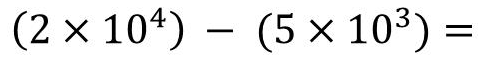 (2 × 10⁴) − (5 × 10³) =